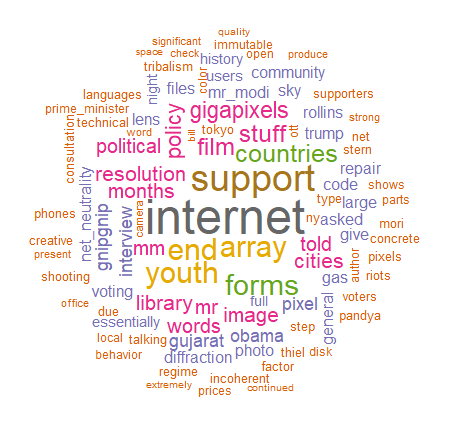 quality
significant immutable
space check open produce
tribalism history
color
languages night files users community
prime_minister mr_modi sky supporters
technical lens gigapixels rollins strong
consultation word policy bill tokyo ttl trump net
political film stuff stern
countries
resolution support repair
net_neutrality months code shows
gnipgnip type large parts
phones camera internet ny asked mori
creative interview give concrete
present mm end array told author pixels
shooting youth cities riots
forms gas
voting library mr full pixel voters
office due image general pandya
essentially words obama step
local talking gujarat photo thiel disk
behavior diffraction factor
regime incoherent
extremely prices continued